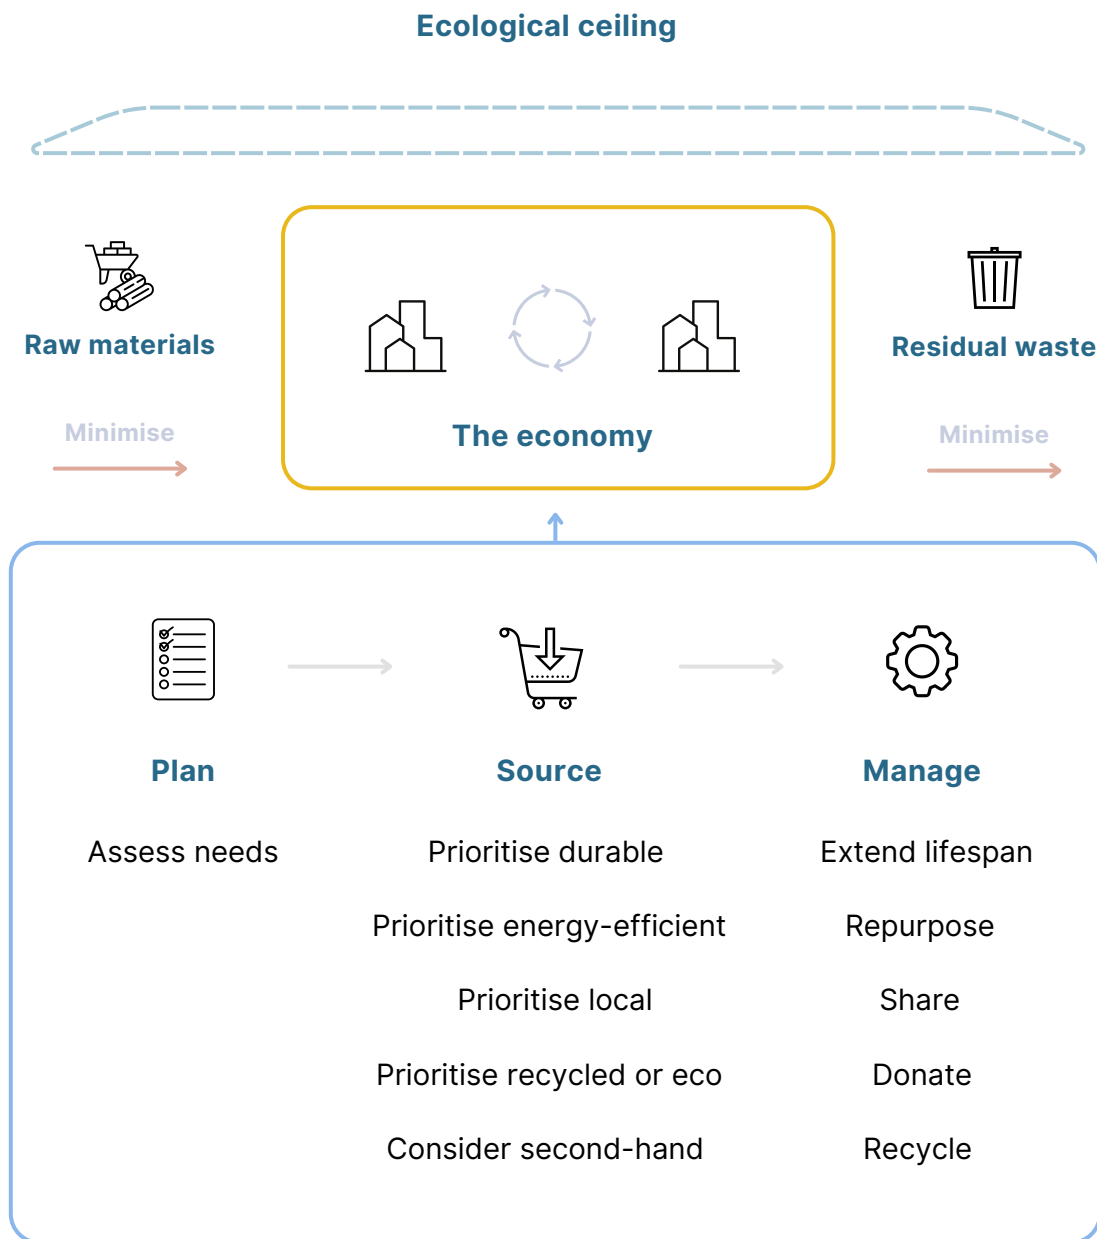 Ecological ceiling
Raw materials
Residual waste
Minimise
Minimise
The economy
Plan
Source
Manage
Assess needs
Prioritise durable
Extend lifespan
Prioritise energy-efficient
Repurpose
Prioritise local
Share
Prioritise recycled or eco
Donate
Consider second-hand
Recycle